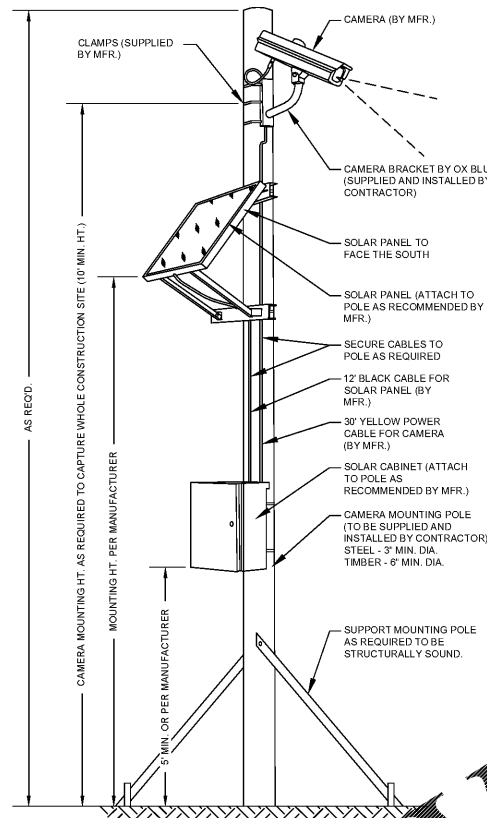 CAMERA (BY MFR.)
CLAMPS (SUPPLIED
BY MFR.)
CAMERA BRACKET BY OX BLU
(SUPPLIED AND INSTALLED BY
CONTRACTOR)
SOLAR PANEL TO
FACE THE SOUTH
SOLAR PANEL (ATTACH TO
POLE AS RECOMMENDED BY
MFR.)
SECURE CABLES TO
POLE AS REQUIRED
12' BLACK CABLE FOR
SOLAR PANEL (BY
MFR.)
30' YELLOW POWER
CABLE FOR CAMERA
(BY MFR.)
SOLAR CABINET (ATTACH
TO POLE AS
RECOMMENDED BY MFR.)
CAMERA MOUNTING POLE
(TO BE SUPPLIED AND
INSTALLED BY CONTRACTOR)
STEEL - 3" MIN. DIA.
TIMBER - 6" MIN. DIA.
SUPPORT MOUNTING POLE
AS REQUIRED TO BE
STRUCTURALLY SOUND.
AS REQ'D.
CAMERA MOUNTING HT. AS REQUIRED TO CAPTURE WHOLE CONSTRUCTION SITE (10' MIN. HT.)
MOUNTING HT. PER MANUFACTURER
5' MIN. OR PER MANUFACTURER